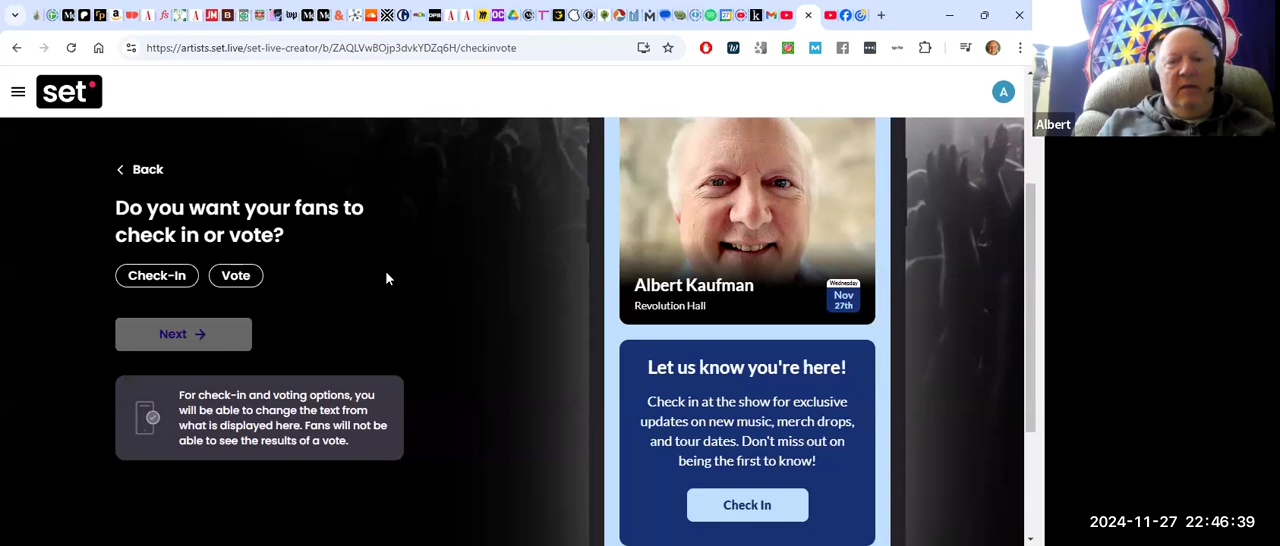 https://artists.set.live/set-live-creator/b/ZAQLVwBOjp3dvkYDZq6H/checkinvote
set
A
Albert
Back
Do you want your fans to
check in or vote?
Check-In
Vote
Next
For check-in and voting options, you
will be able to change the text from
what is displayed here. Fans will not be
able to see the results of a vote.
Albert Kaufman
Revolution Hall
Wednesday
Nov
27th
Let us know you're here!
Check in at the show for exclusive
updates on new music, merch drops,
and tour dates. Don't miss out on
being the first to know!
Check In
2024-11-27 22:46:39